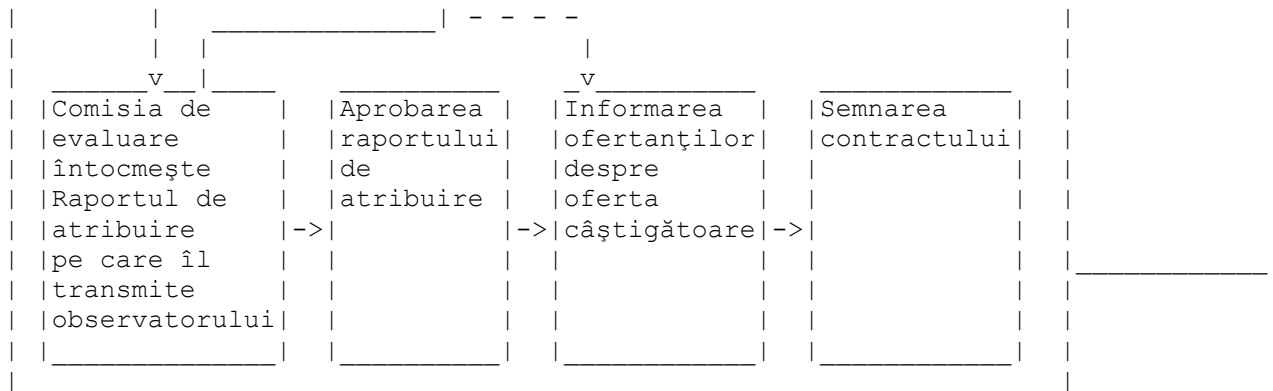 Comisia de
evaluare
întocmeşte
Raportul de
atribuire
pe care îl
transmite
observatorului
Aprobarea
raportului
de
atribuire
Informarea
ofertanţilor
despre
oferta
câştigătoare
Semnarea
contractului